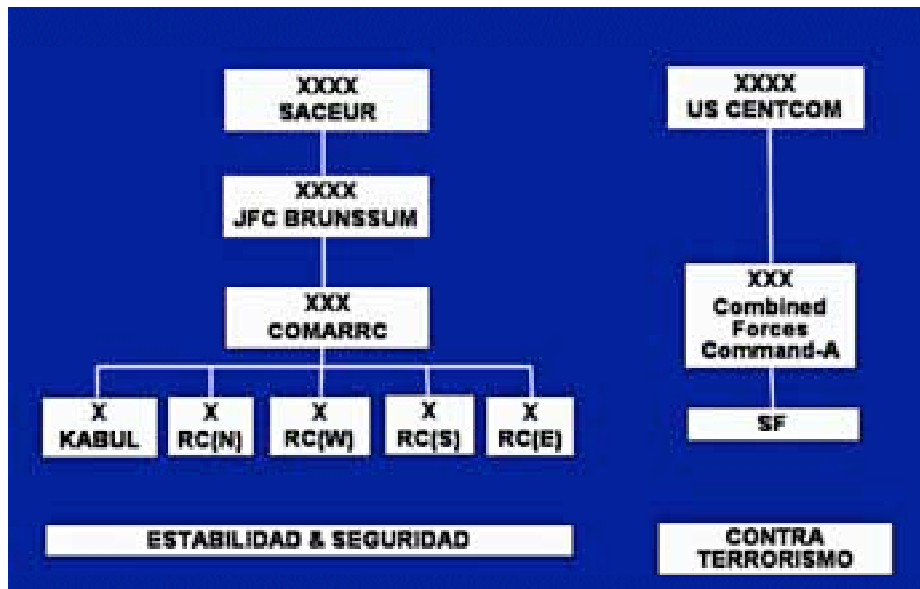 XXXX
SACEUR
XXXX
JFC BRUNSSUM
XXX
COMARRC
X
KABUL
X
RC(N)
X
RC(W)
X
RC(S)
X
RC(E)
ESTABILIDAD & SEGURIDAD
XXXX
US CENTCOM
XXX
Combined
Forces
Command-A
SF
CONTRA
TERRORISMO